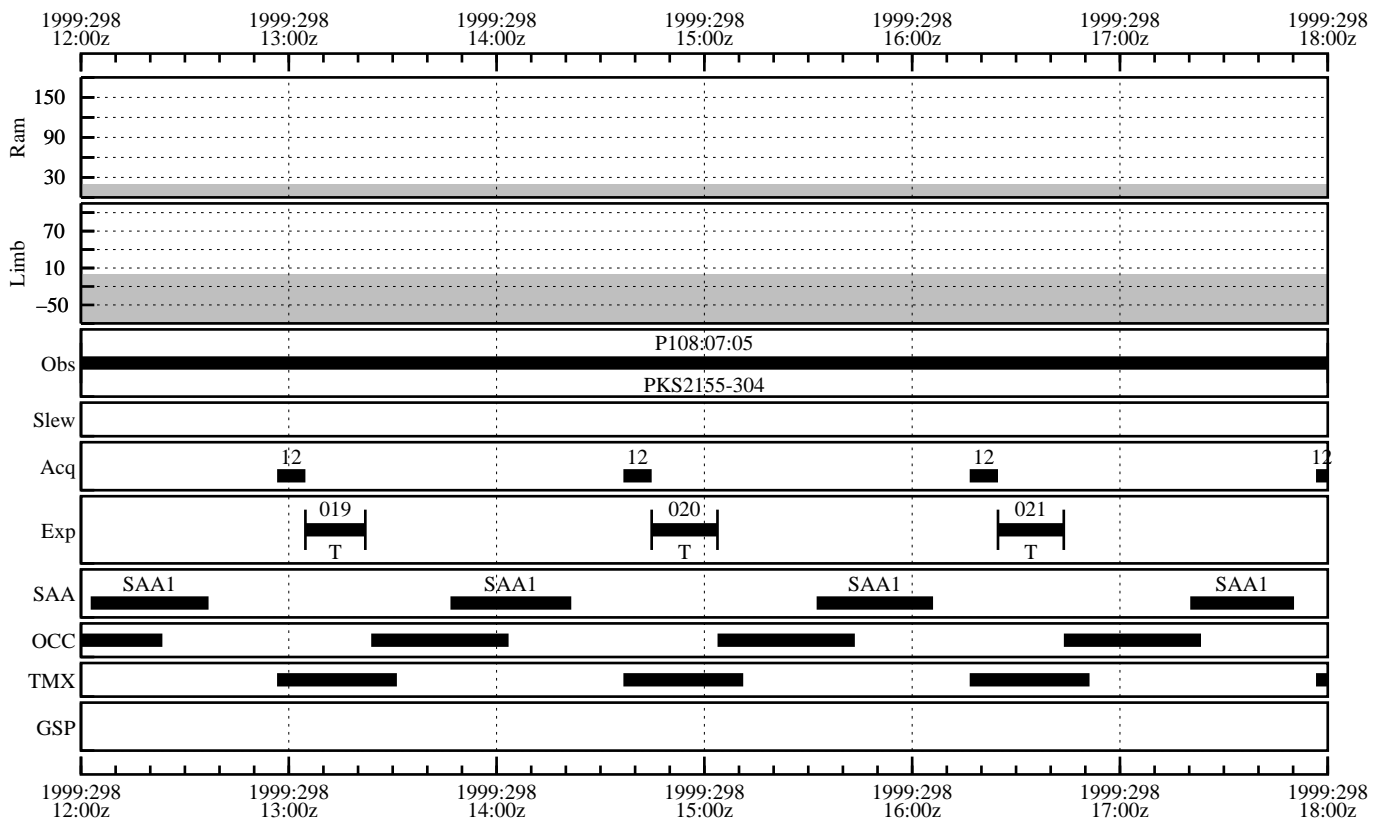 1999:298 1999:298 1999:298 1999:298 1999:298 1999:298 1999:298
12:00z 13:00z 14:00z 15:00z 16:00z 17:00z 18:00z
Ram
150
90
30
Limb
70
10
−50
P108:07:05
Obs
PKS2155-304
Slew
Acq
12 12 12 12
Exp
019 020 021
T T T
SAA
SAA1 SAA1 SAA1 SAA1
OCC
TMX
GSP
1999:298 1999:298 1999:298 1999:298 1999:298 1999:298 1999:298
12:00z 13:00z 14:00z 15:00z 16:00z 17:00z 18:00z